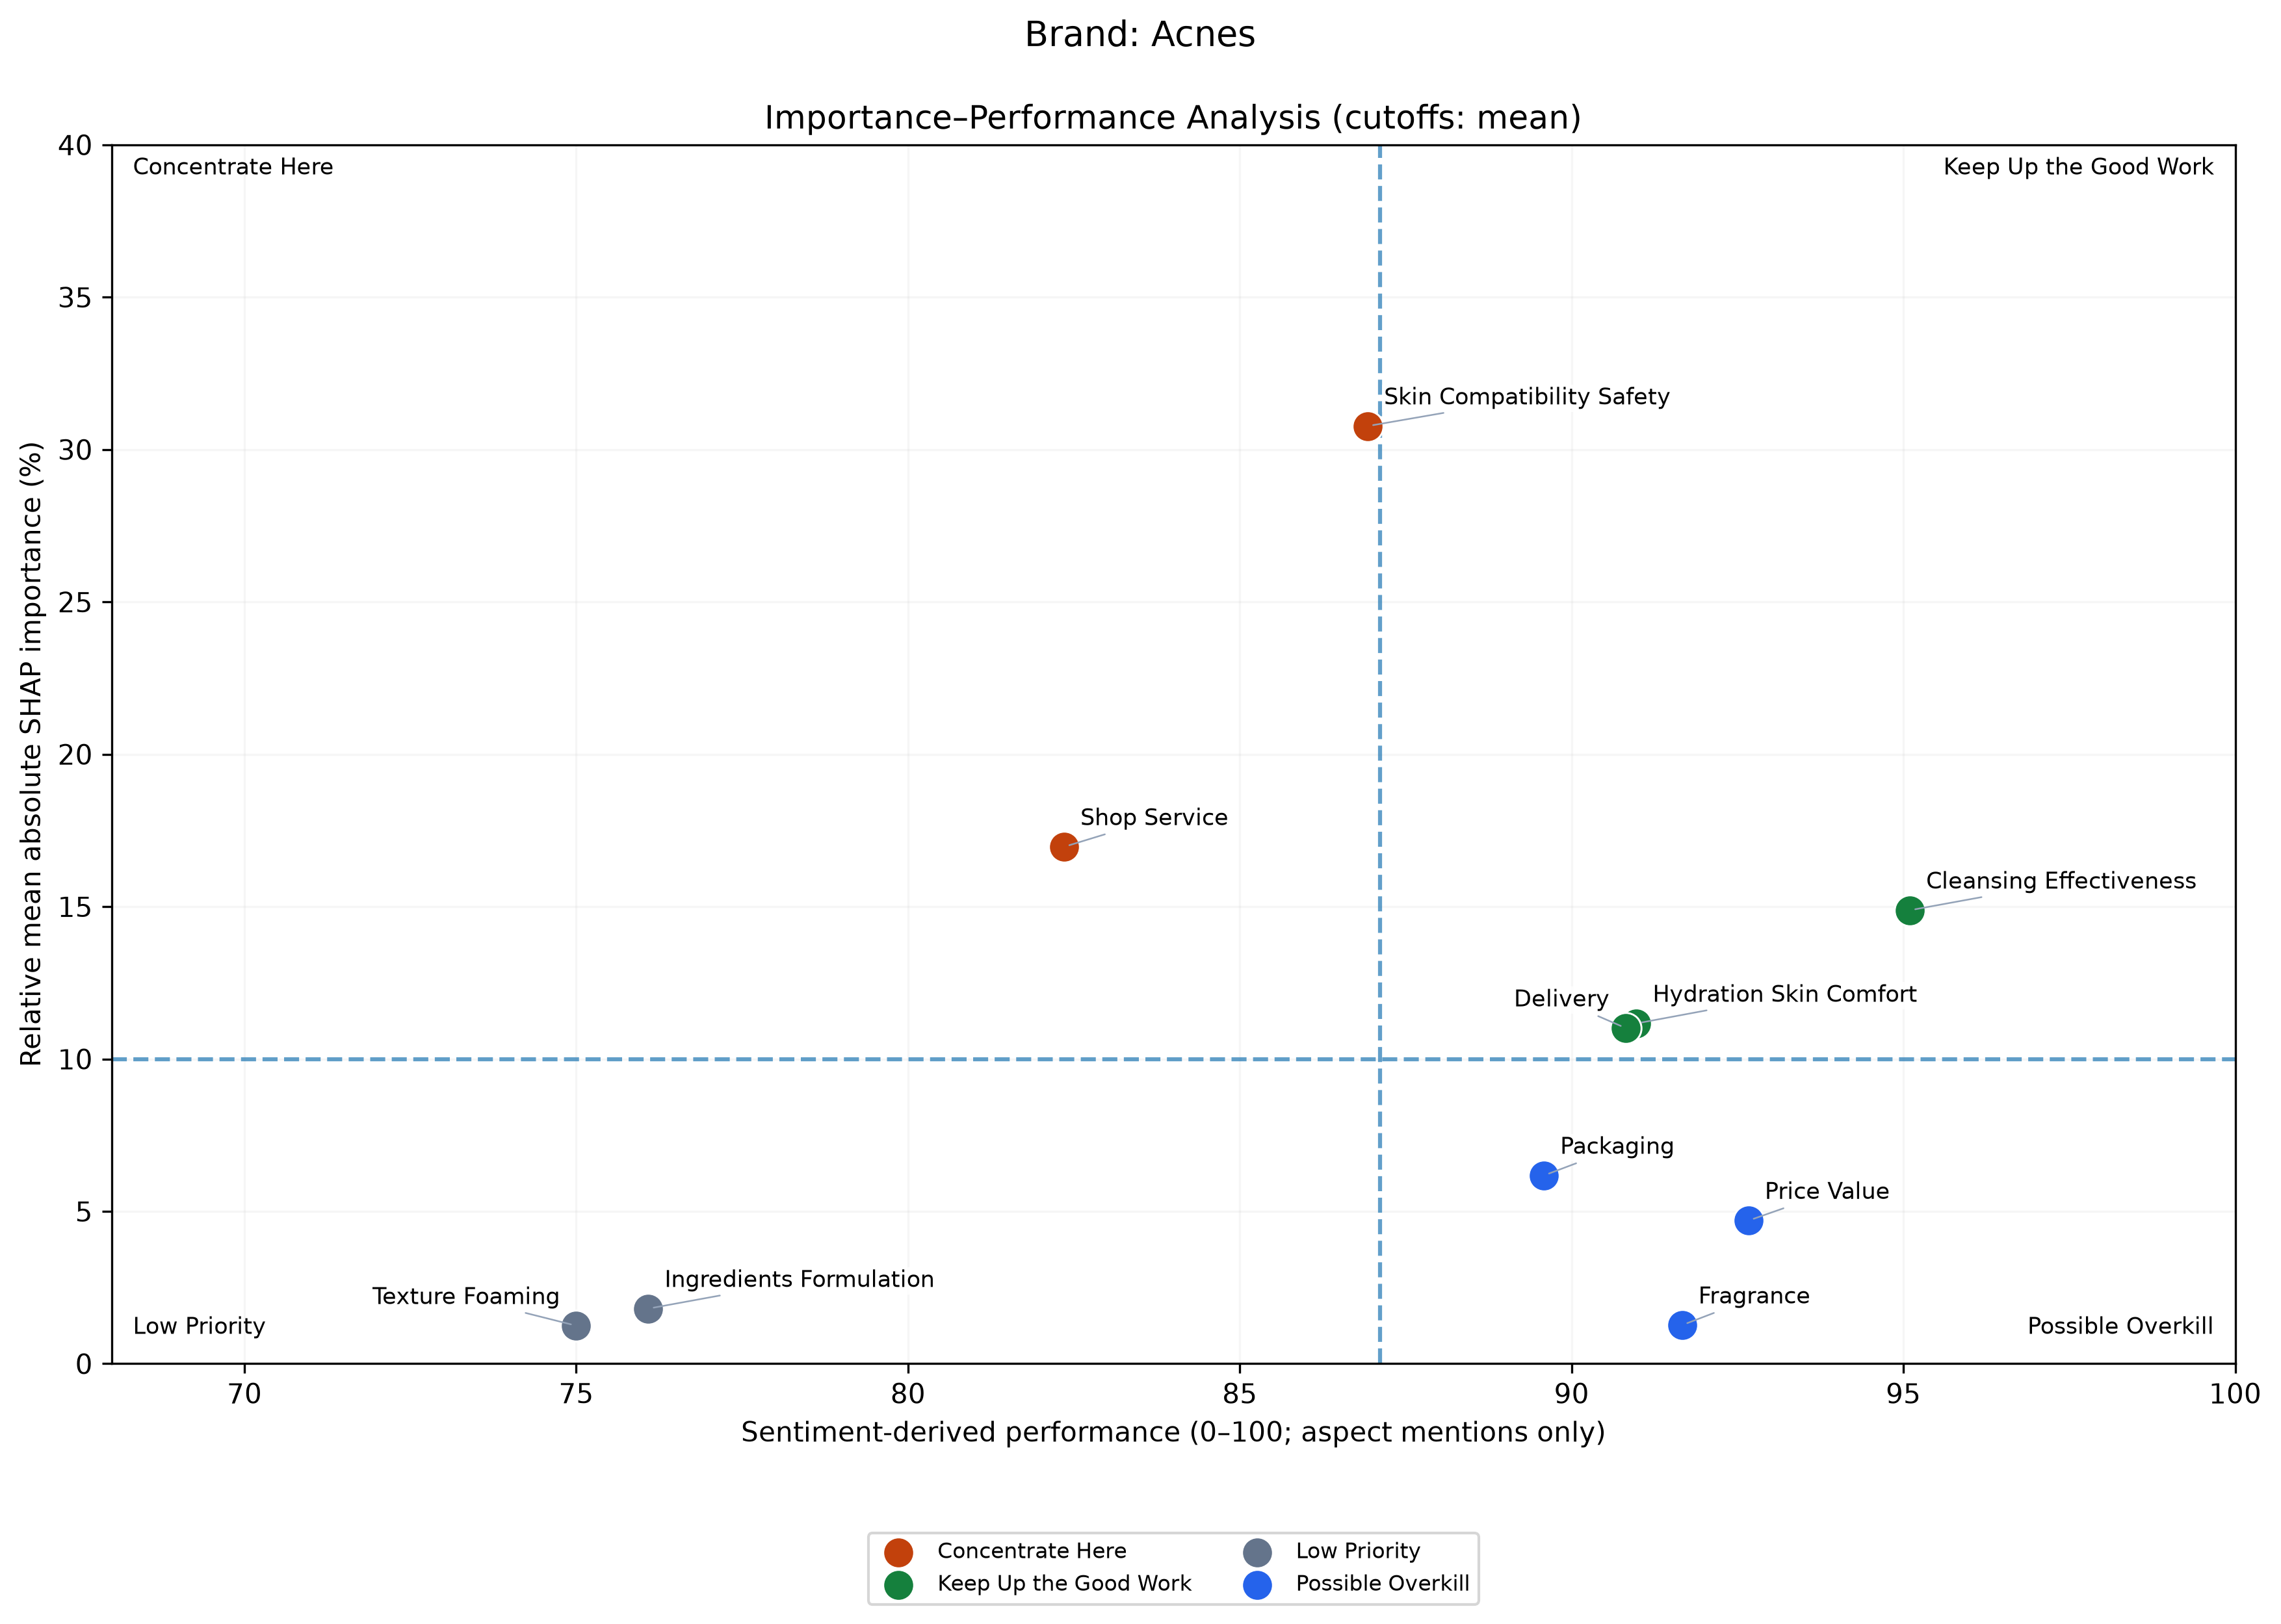 Brand: Acnes
Importance–Performance Analysis (cutoffs: mean)
40
Concentrate Here
Keep Up the Good Work
35
Skin Compatibility Safety
30
25
20
Shop Service
Cleansing Effectiveness
15
Delivery
Hydration Skin Comfort
10
Packaging
Price Value
5
Ingredients Formulation
Texture Foaming
Fragrance
Low Priority
Possible Overkill
0
70 75 80 85 90 95 100
Relative mean absolute SHAP importance (%)
Sentiment-derived performance (0–100; aspect mentions only)
Concentrate Here
Keep Up the Good Work
Low Priority
Possible Overkill